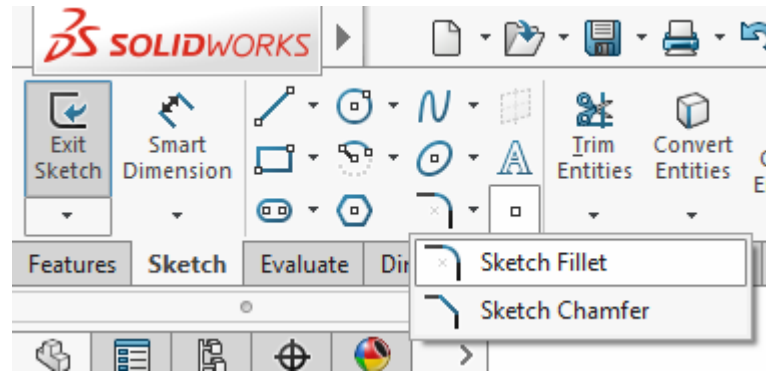 SOLIDWORKS
Exit
Sketch
Smart
Dimension
Trim
Entities
Convert
Entities
Features
Sketch
Evaluate
Sketch Fillet
Sketch Chamfer